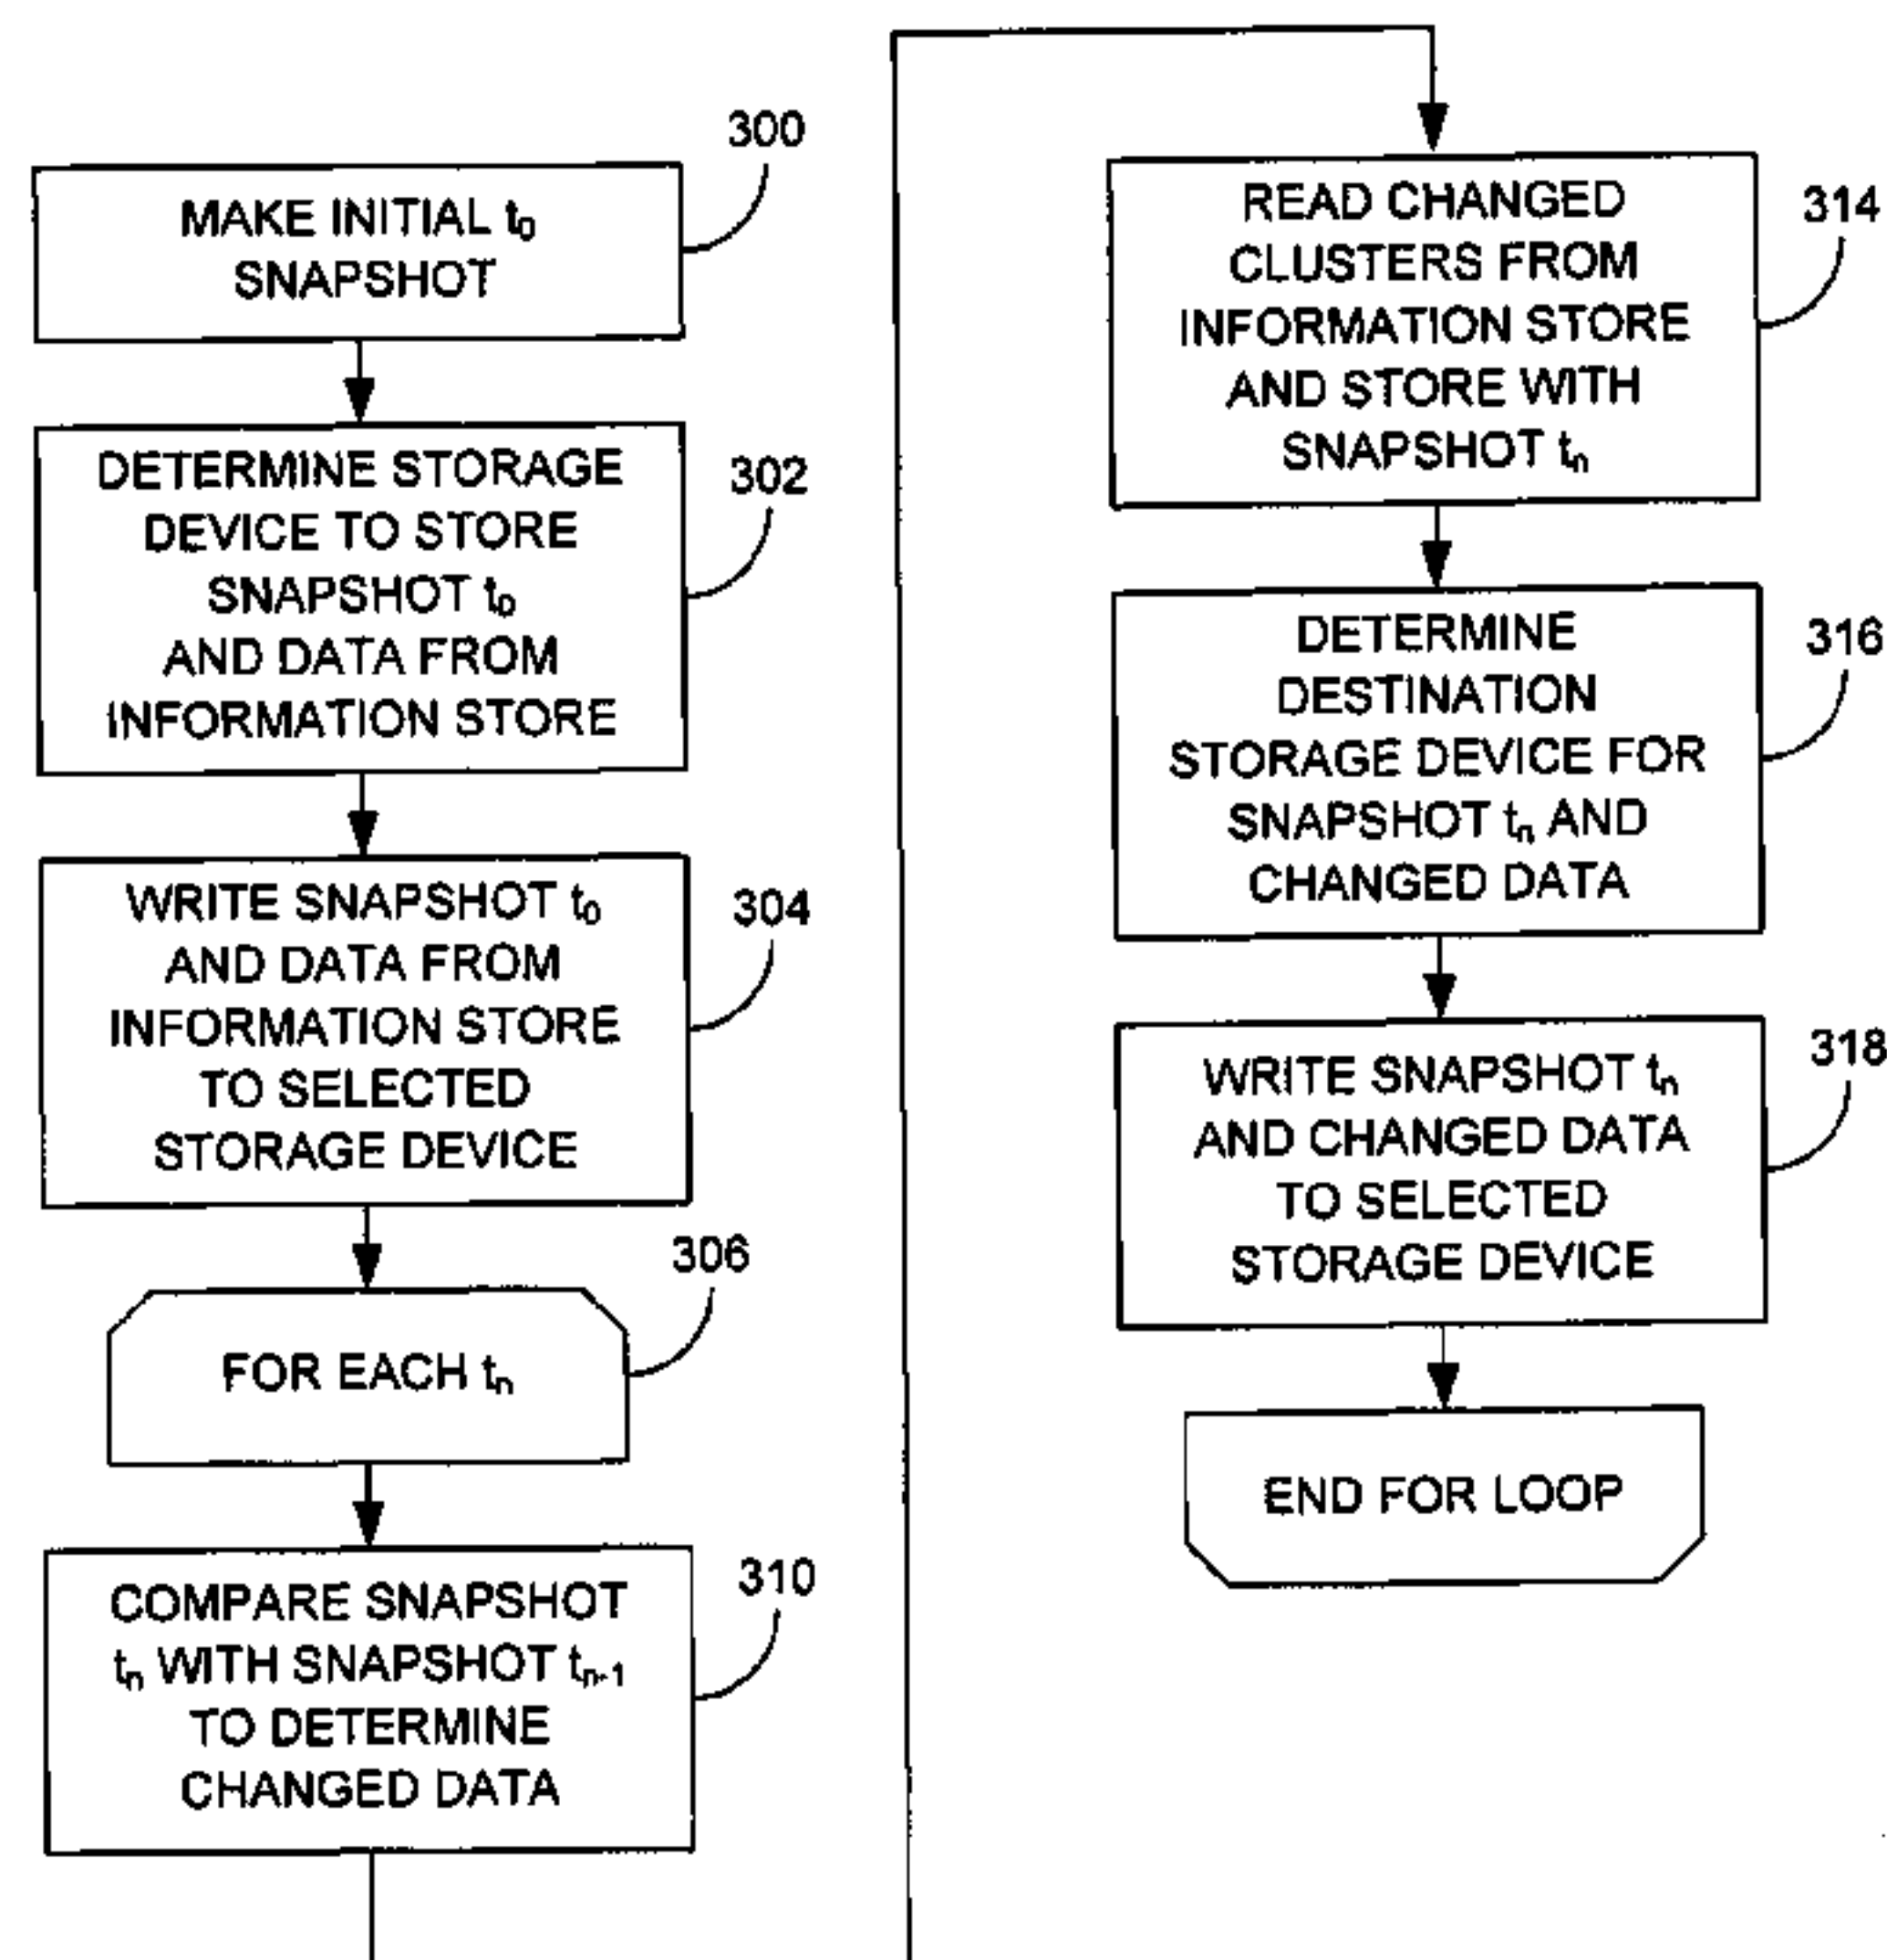 300
MAKE INITIAL t₀
SNAPSHOT
302
DETERMINE STORAGE
DEVICE TO STORE
SNAPSHOT t₀
AND DATA FROM
INFORMATION STORE
304
WRITE SNAPSHOT t₀
AND DATA FROM
INFORMATION STORE
TO SELECTED
STORAGE DEVICE
306
FOR EACH tₙ
310
COMPARE SNAPSHOT
tₙ WITH SNAPSHOT tₙ₋₁
TO DETERMINE
CHANGED DATA
314
READ CHANGED
CLUSTERS FROM
INFORMATION STORE
AND STORE WITH
SNAPSHOT tₙ
316
DETERMINE
DESTINATION
STORAGE DEVICE FOR
SNAPSHOT tₙ AND
CHANGED DATA
318
WRITE SNAPSHOT tₙ
AND CHANGED DATA
TO SELECTED
STORAGE DEVICE
END FOR LOOP